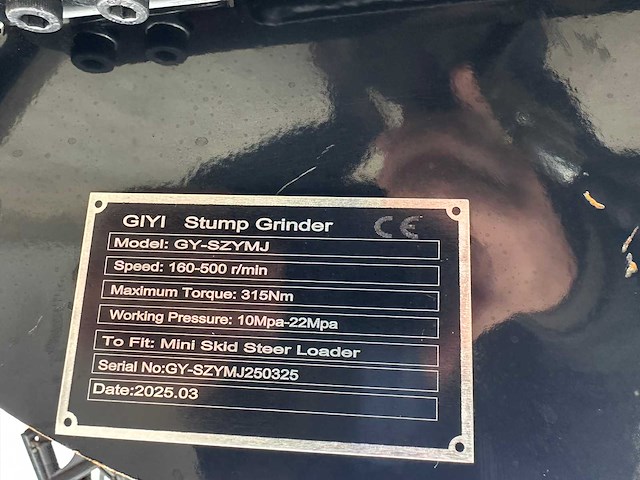 GIYI Stump Grinder CE
Model: GY-SZYMJ
Speed: 160-500 r/min
Maximum Torque: 315Nm
Working Pressure: 10Mpa-22Mpa
To Fit: Mini Skid Steer Loader
Serial No:GY-SZYMJ250325
Date:2025.03